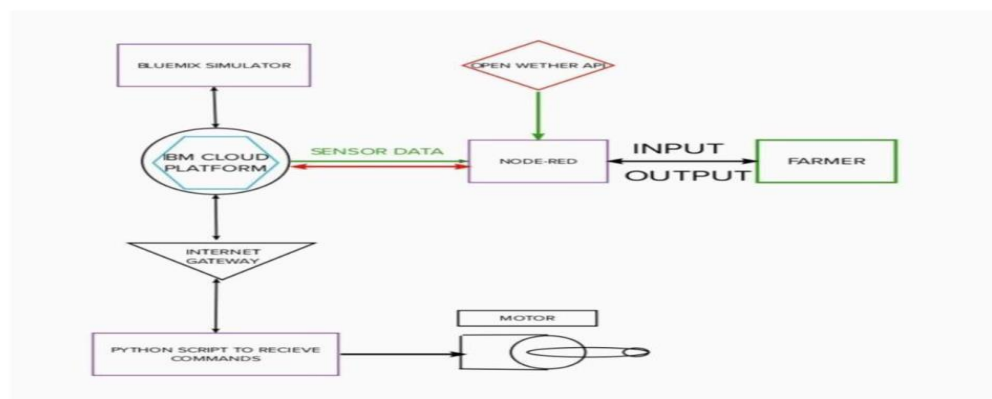 BLUEMIX SIMULATOR
OPEN WETHER API
IBM CLOUD
PLATFORM
SENSOR DATA
NODE-RED
INPUT
OUTPUT
FARMER
INTERNET
GATEWAY
MOTOR
PYTHON SCRIPT TO RECIEVE
COMMANDS